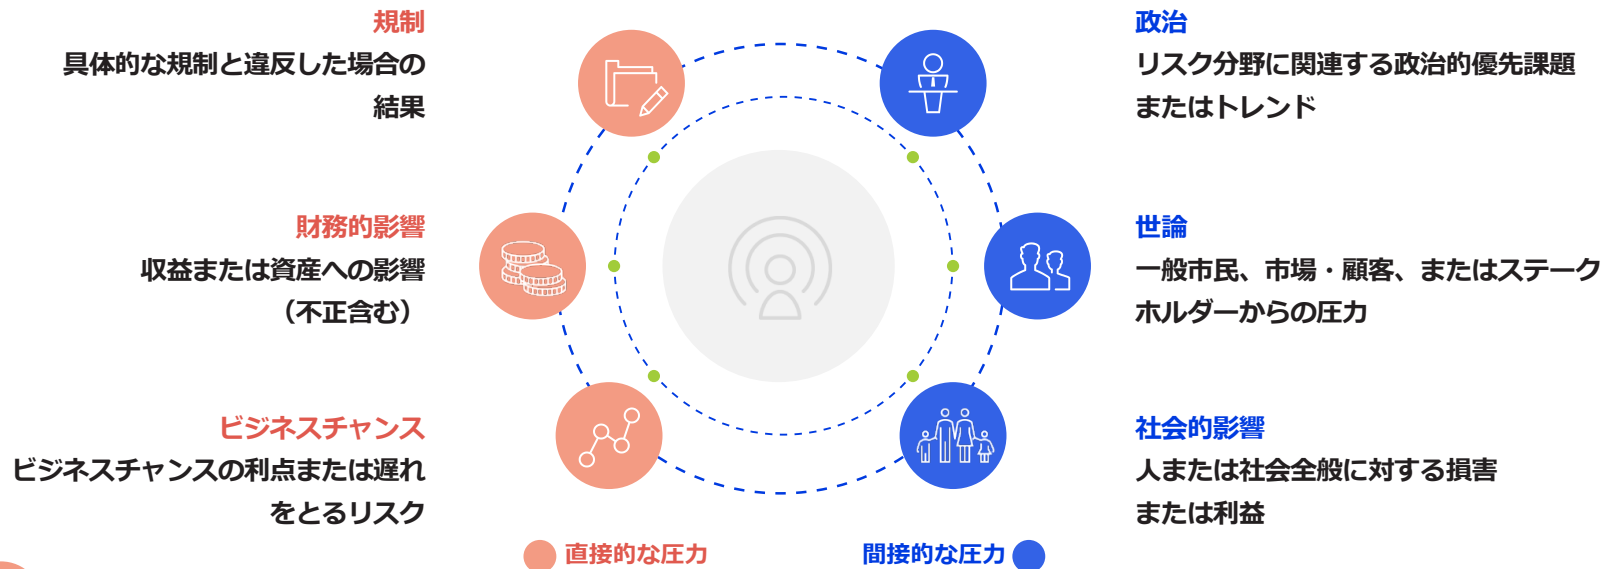 規制
具体的な規制と違反した場合の
結果
財務的影響
収益または資産への影響
（不正含む）
ビジネスチャンス
ビジネスチャンスの利点または遅れ
をとるリスク
政治
リスク分野に関連する政治的優先課題
またはトレンド
世論
一般市民、市場・顧客、またはステーク
ホルダーからの圧力
社会的影響
人または社会全般に対する損害
または利益
直接的な圧力
間接的な圧力